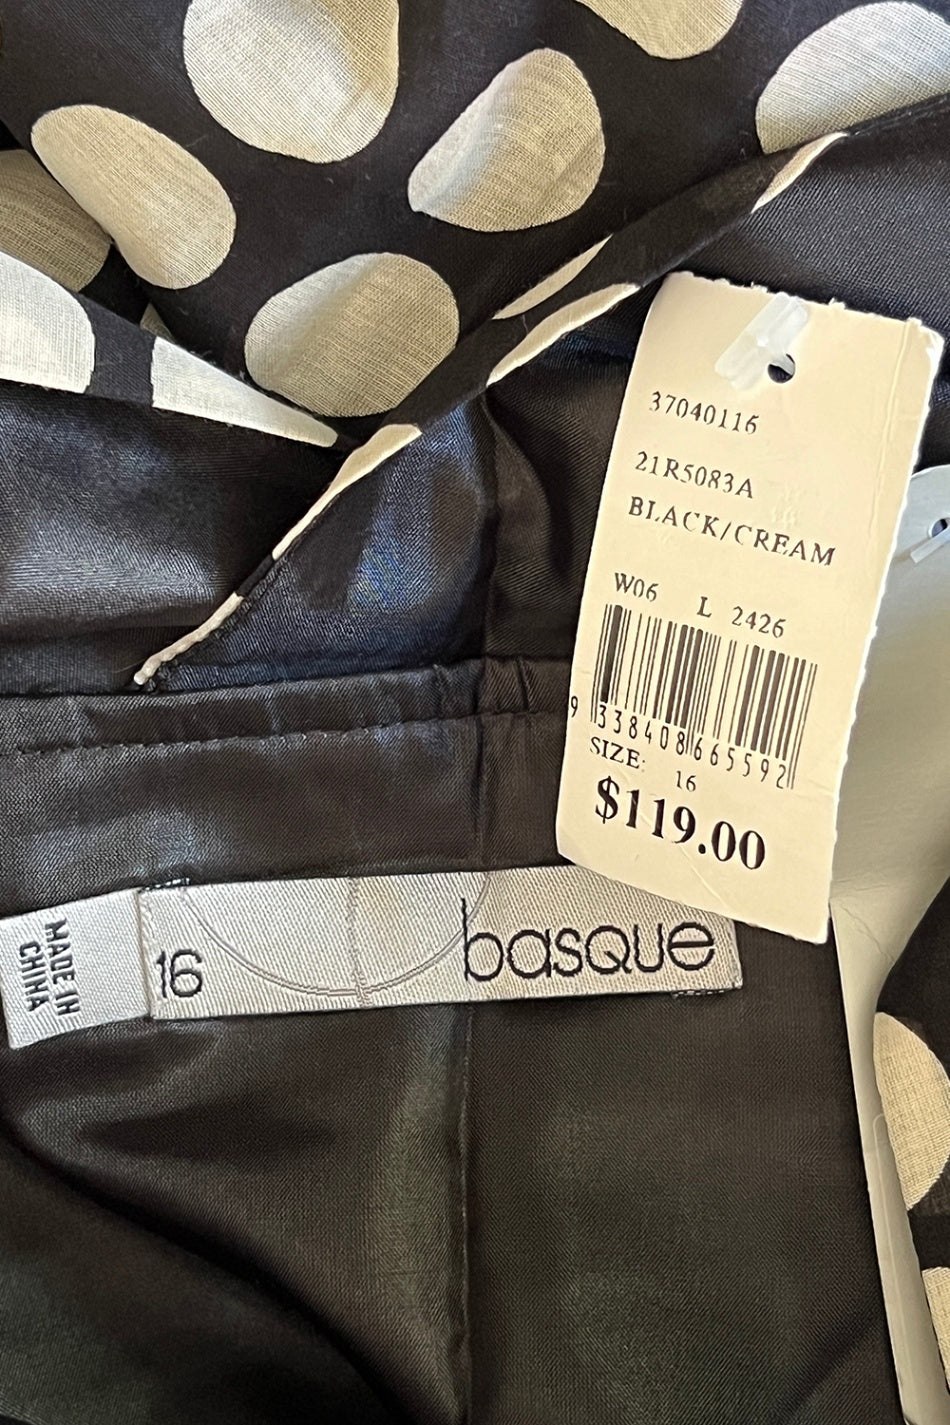 37040116
21R5083A
BLACK/CREAM
W06 L 2426
9 338408 665592
SIZE: 16
$119.00
MADE IN
CHINA
16 basque